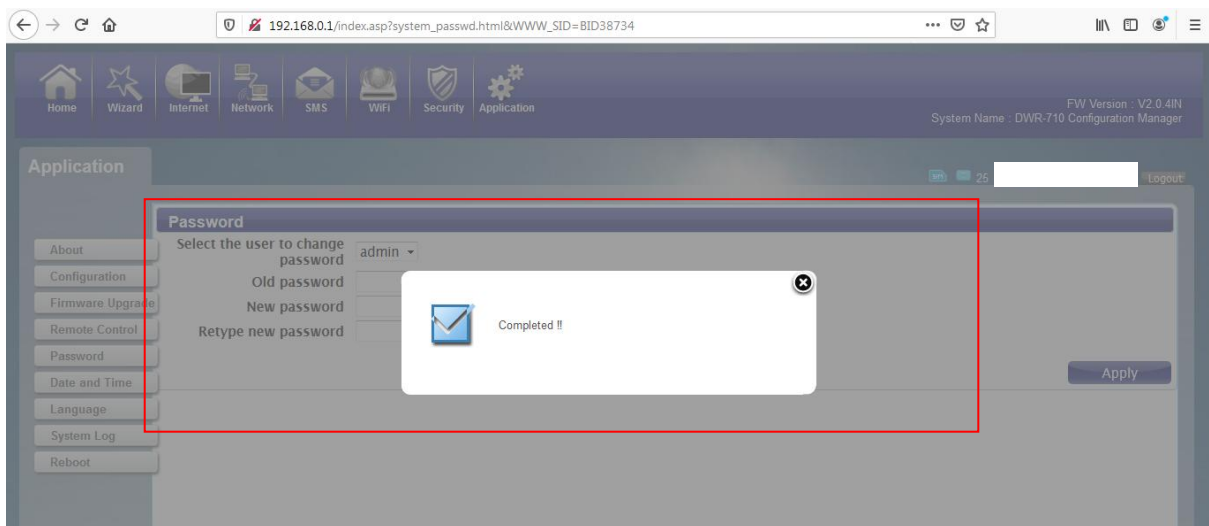 192.168.0.1/index.asp?system_passwd.html&WWW_SID=BID38734
Home Wizard Internet Network SMS WiFi Security Application
FW Version : V2.0.4IN
System Name : DWR-710 Configuration Manager
Application
25
Logout
Password
Select the user to change
password
admin
Old password
New password
Retype new password
Completed !!
Apply
About
Configuration
Firmware Upgrade
Remote Control
Password
Date and Time
Language
System Log
Reboot